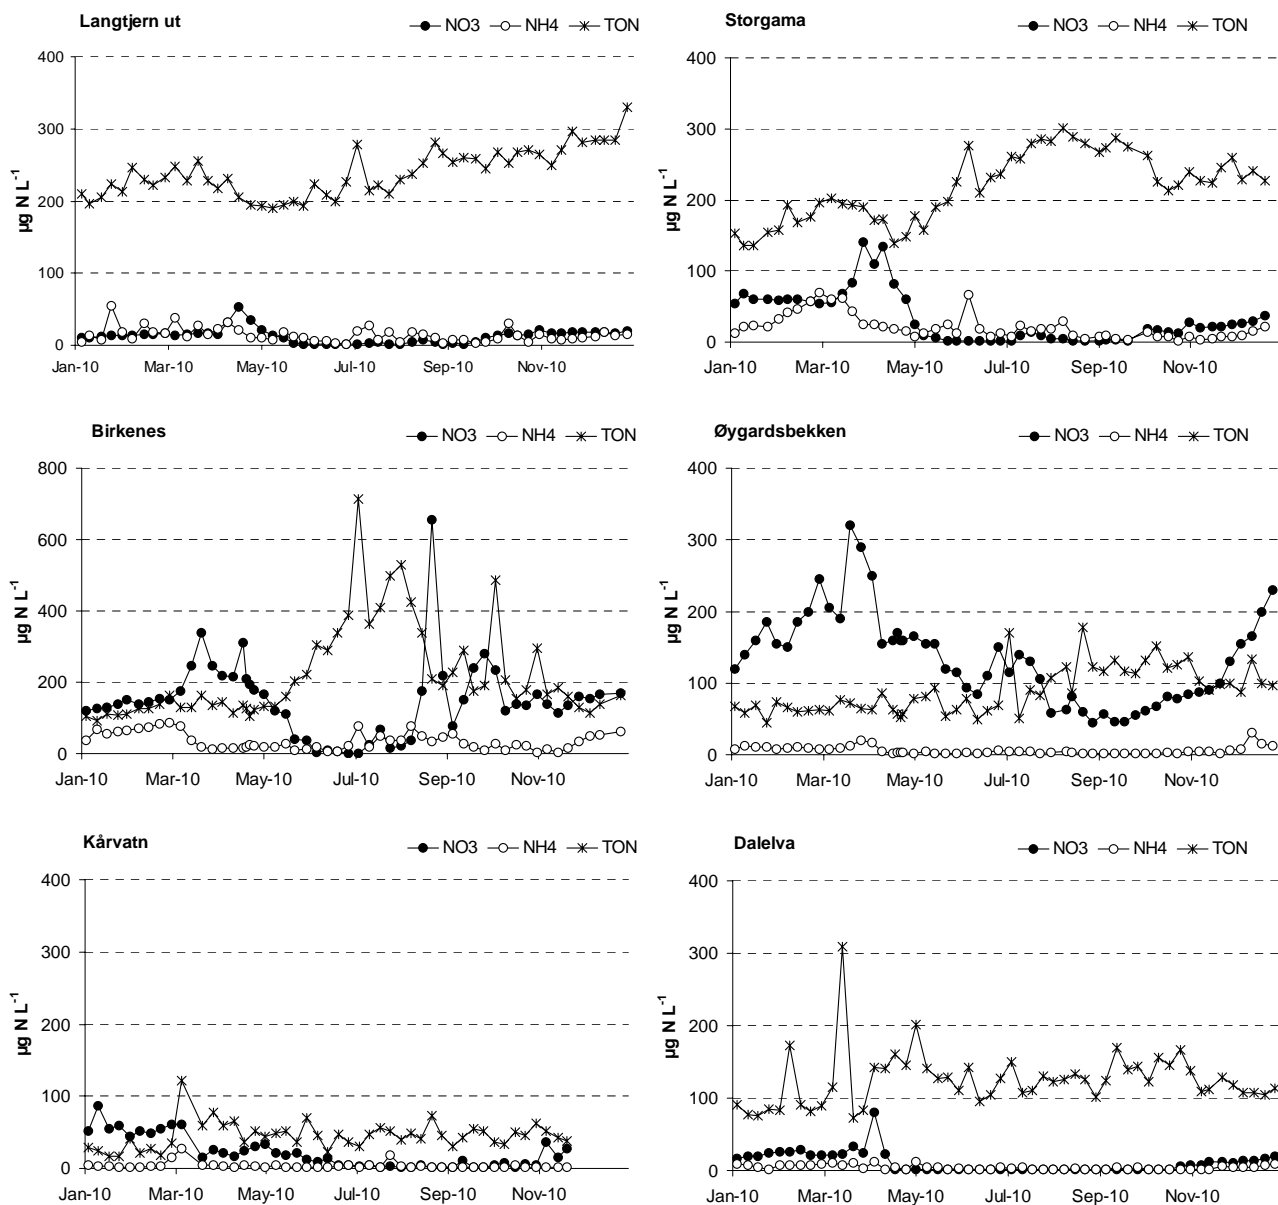 Langtjern ut
NO3 NH4 TON
400
300
200
100
0
µg N L-1
Jan-10 Mar-10 May-10 Jul-10 Sep-10 Nov-10
Storgama
NO3 NH4 TON
400
300
200
100
0
µg N L-1
Jan-10 Mar-10 May-10 Jul-10 Sep-10 Nov-10
Birkenes
NO3 NH4 TON
800
600
400
200
0
µg N L-1
Jan-10 Mar-10 May-10 Jul-10 Sep-10 Nov-10
Øygardsbekken
NO3 NH4 TON
400
300
200
100
0
µg N L-1
Jan-10 Mar-10 May-10 Jul-10 Sep-10 Nov-10
Kårvatn
NO3 NH4 TON
400
300
200
100
0
µg N L-1
Jan-10 Mar-10 May-10 Jul-10 Sep-10 Nov-10
Dalelva
NO3 NH4 TON
400
300
200
100
0
µg N L-1
Jan-10 Mar-10 May-10 Jul-10 Sep-10 Nov-10